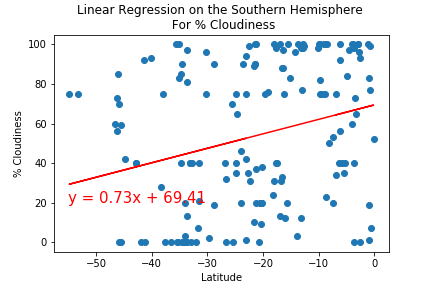 Linear Regression on the Southern Hemisphere
For % Cloudiness
100
80
60
40
20
0
% Cloudiness
y = 0.73x + 69.41
−50
−40
−30
−20
−10
0
Latitude